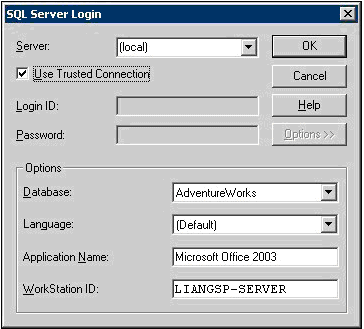 SQL Server Login
Server: (local) OK
Use Trusted Connection Cancel
Login ID: Help
Password: Options >>
Options
Database: AdventureWorks
Language: (Default)
Application Name: Microsoft Office 2003
WorkStation ID: LIANGSP-SERVER